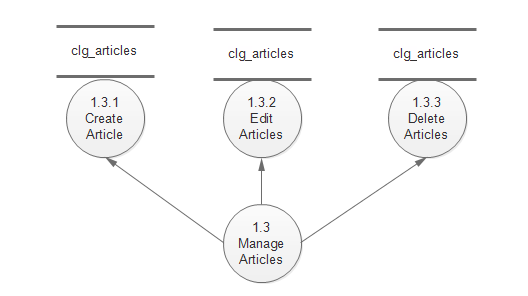 clg_articles
clg_articles
clg_articles
1.3.1
Create
Article
1.3.2
Edit
Articles
1.3.3
Delete
Articles
1.3
Manage
Articles